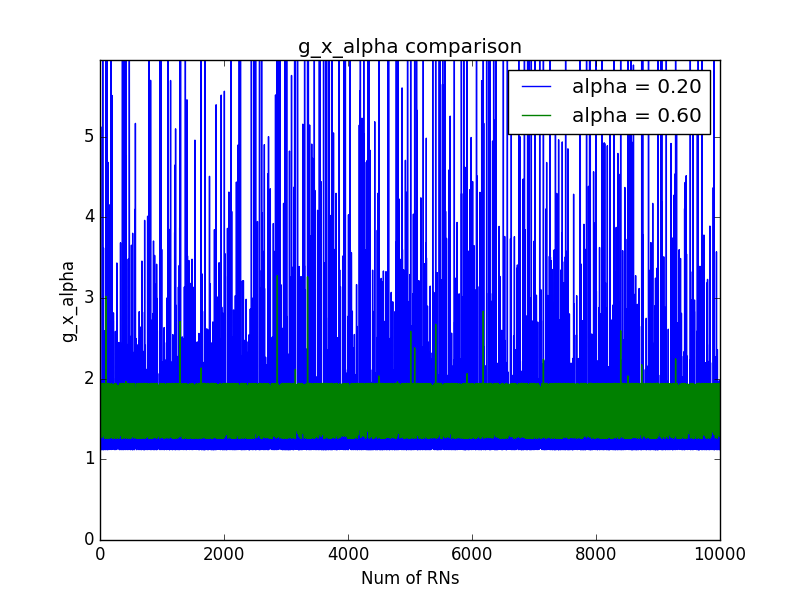 g_x_alpha comparison
alpha = 0.20
alpha = 0.60
5
4
3
2
1
0
g_x_alpha
0 2000 4000 6000 8000 10000
Num of RNs